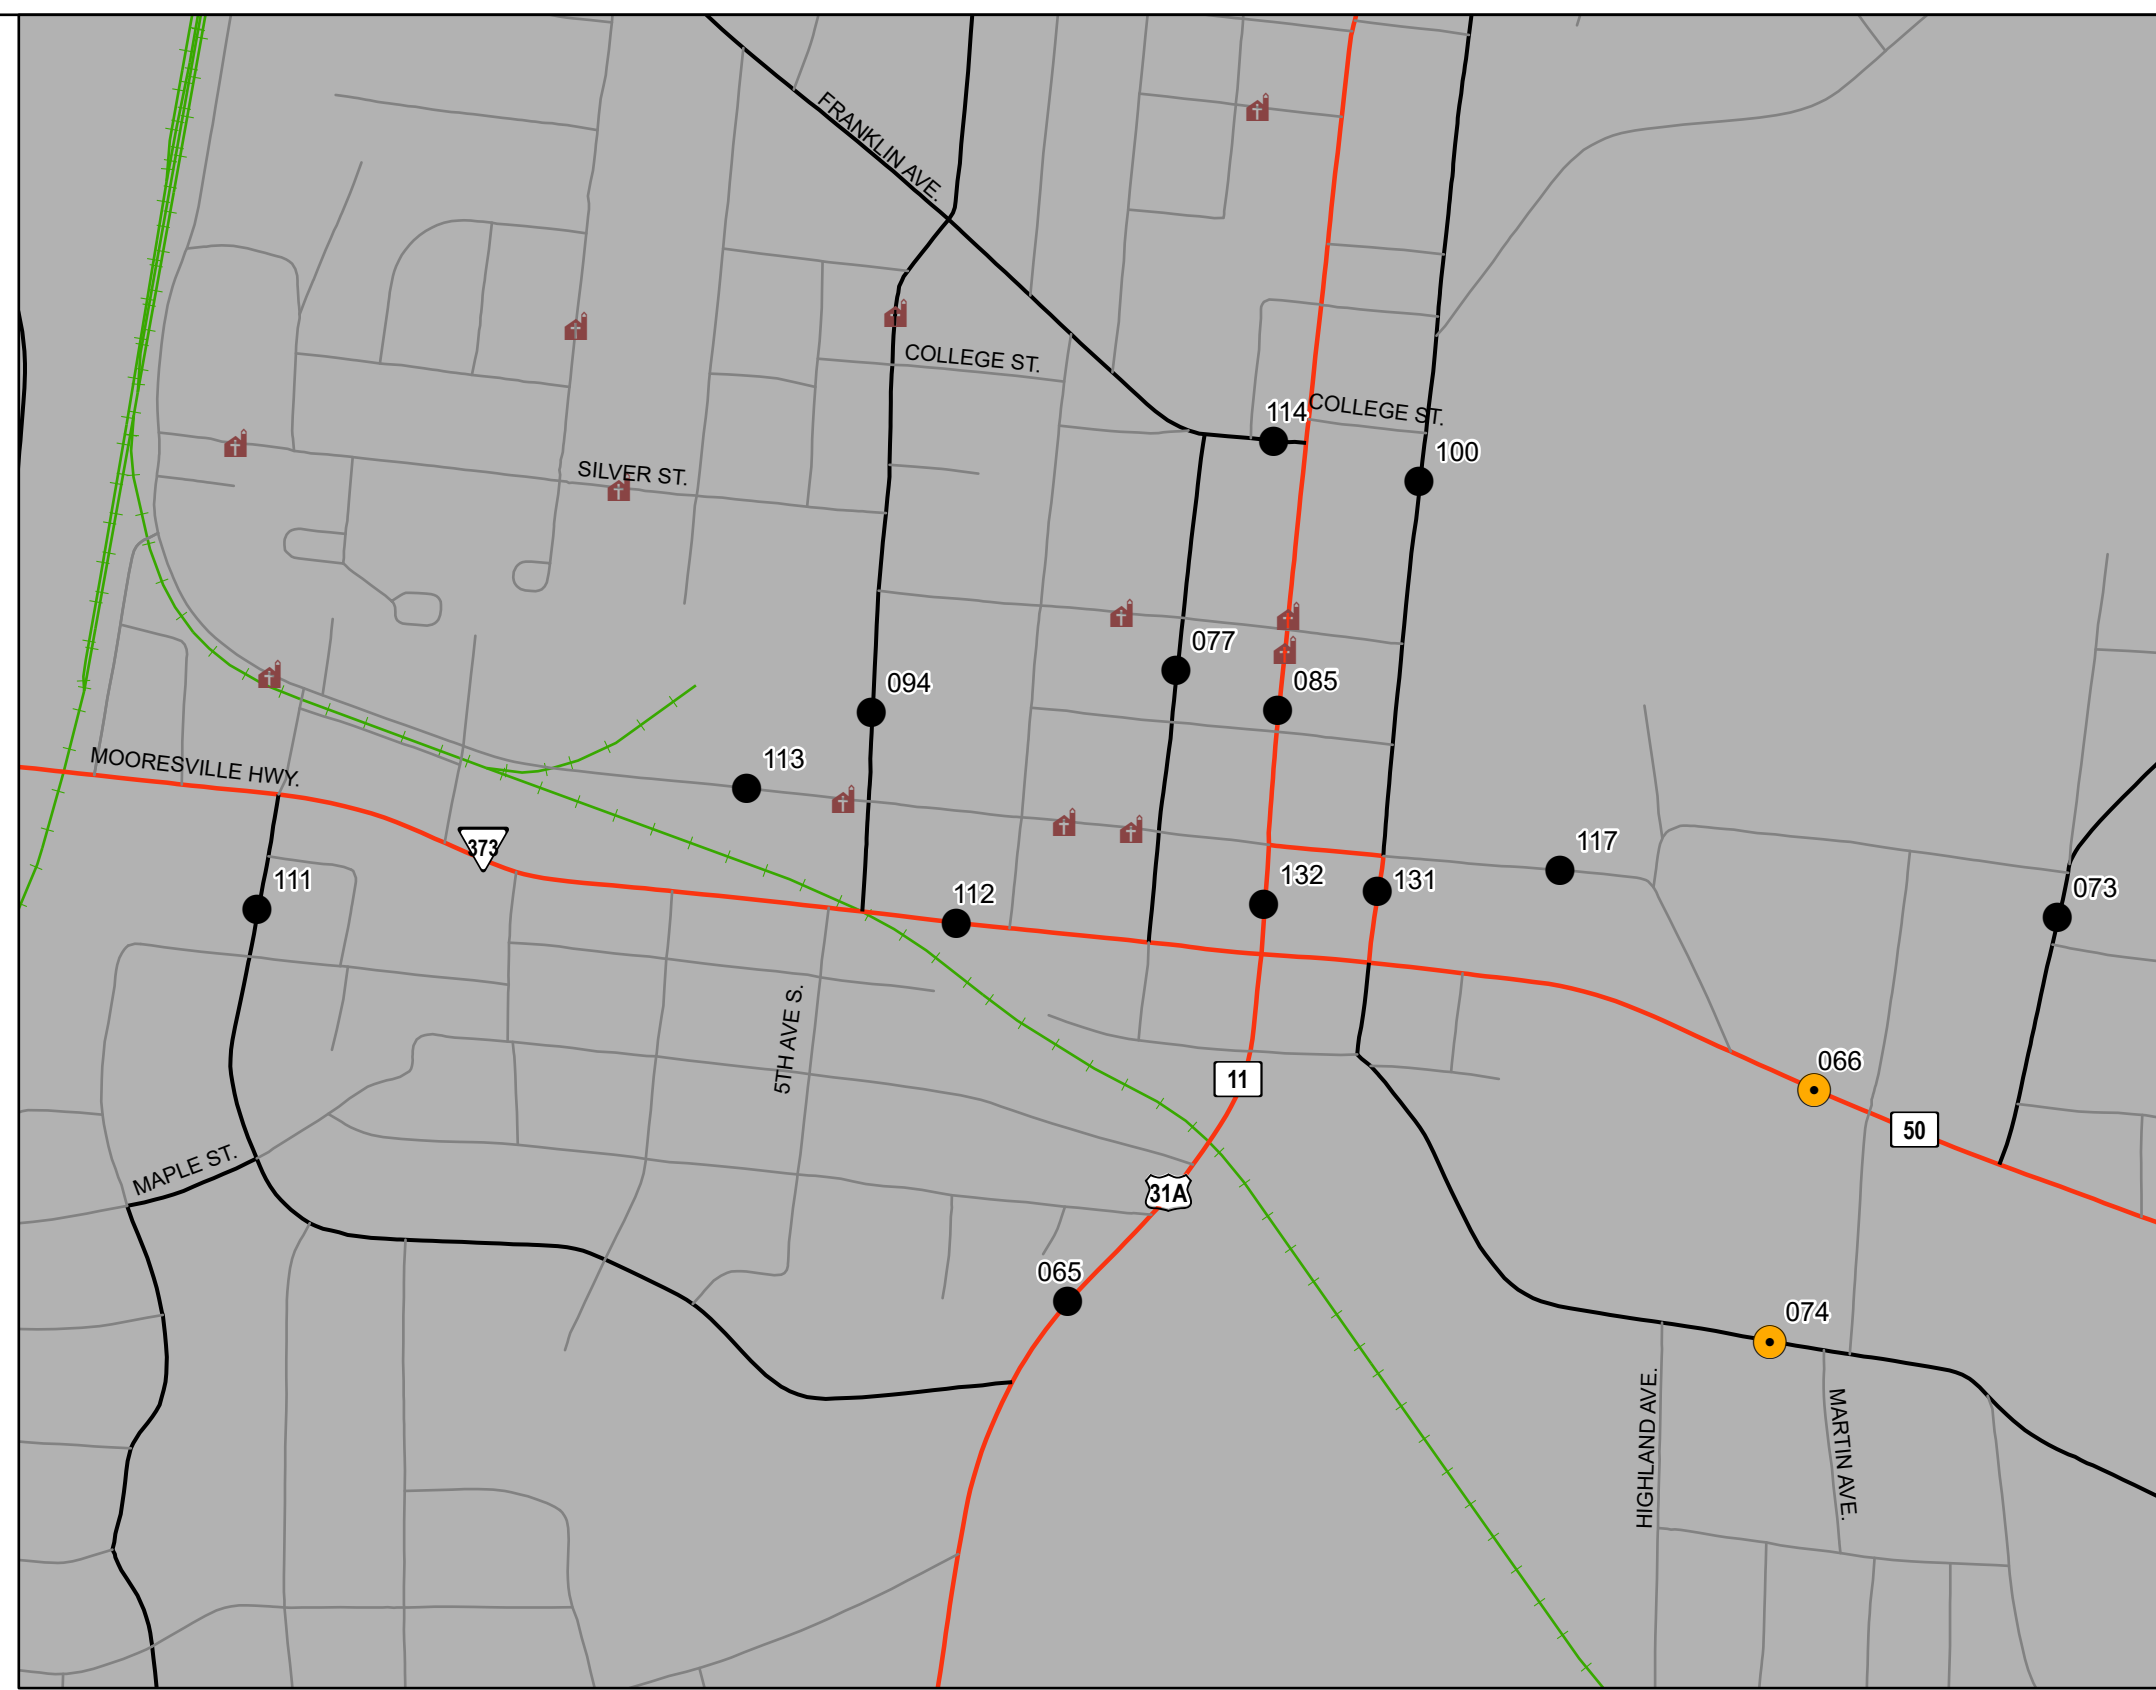 FRANKLIN AVE.
COLLEGE ST.
COLLEGE ST.
114
100
SILVER ST.
077
085
094
113
MOORESVILLE HWY.
373
117
111
112
132
131
073
5TH AVE S.
066
11
50
MAPLE ST.
31A
065
074
HIGHLAND AVE.
MARTIN AVE.